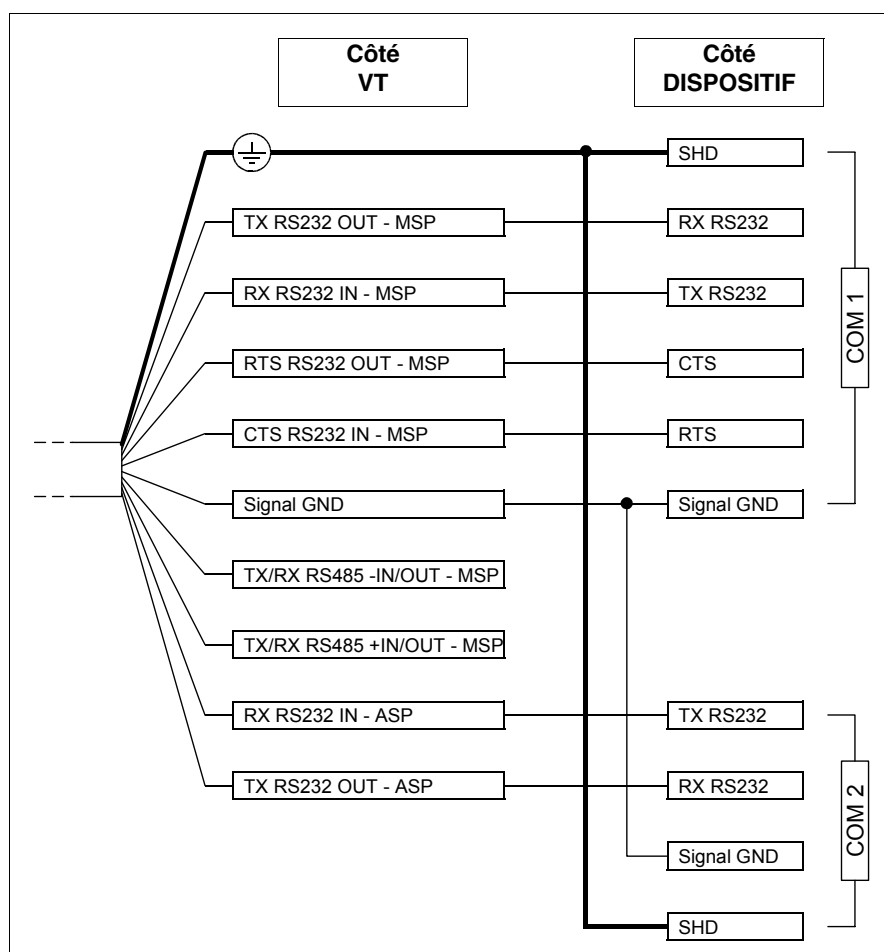 Côté
VT
Côté
DISPOSITIF
SHD
TX RS232 OUT - MSP
RX RS232
RX RS232 IN - MSP
TX RS232
RTS RS232 OUT - MSP
CTS
CTS RS232 IN - MSP
RTS
Signal GND
Signal GND
COM 1
TX/RX RS485 -IN/OUT - MSP
TX/RX RS485 +IN/OUT - MSP
RX RS232 IN - ASP
TX RS232
TX RS232 OUT - ASP
RX RS232
Signal GND
SHD
COM 2